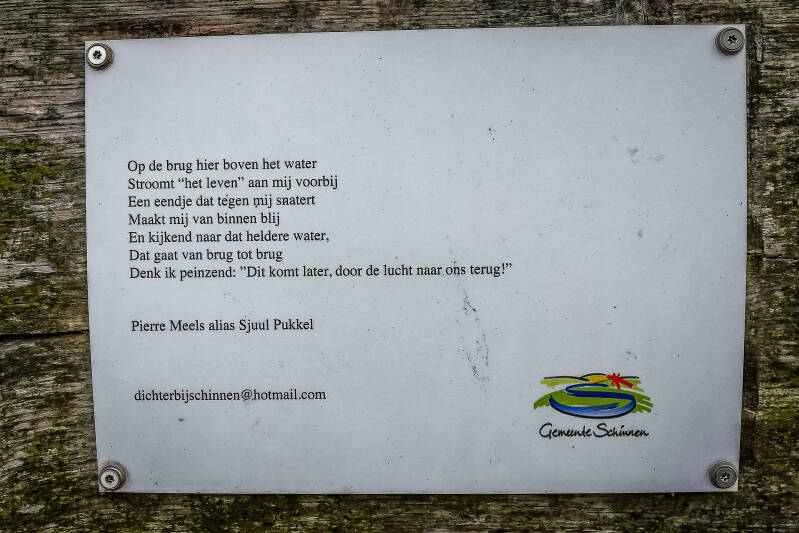 Op de brug hier boven het water
Stroomt “het leven” aan mij voorbij
Een eendje dat tegen mij snatert
Maakt mij van binnen blij
En kijkend naar dat heldere water,
Dat gaat van brug tot brug
Denk ik peinzend: ”Dit komt later, door de lucht naar ons terug!”
Pierre Meels alias Sjuul Pukkel
dichterbijschinnen@hotmail.com
Gemeente Schinnen